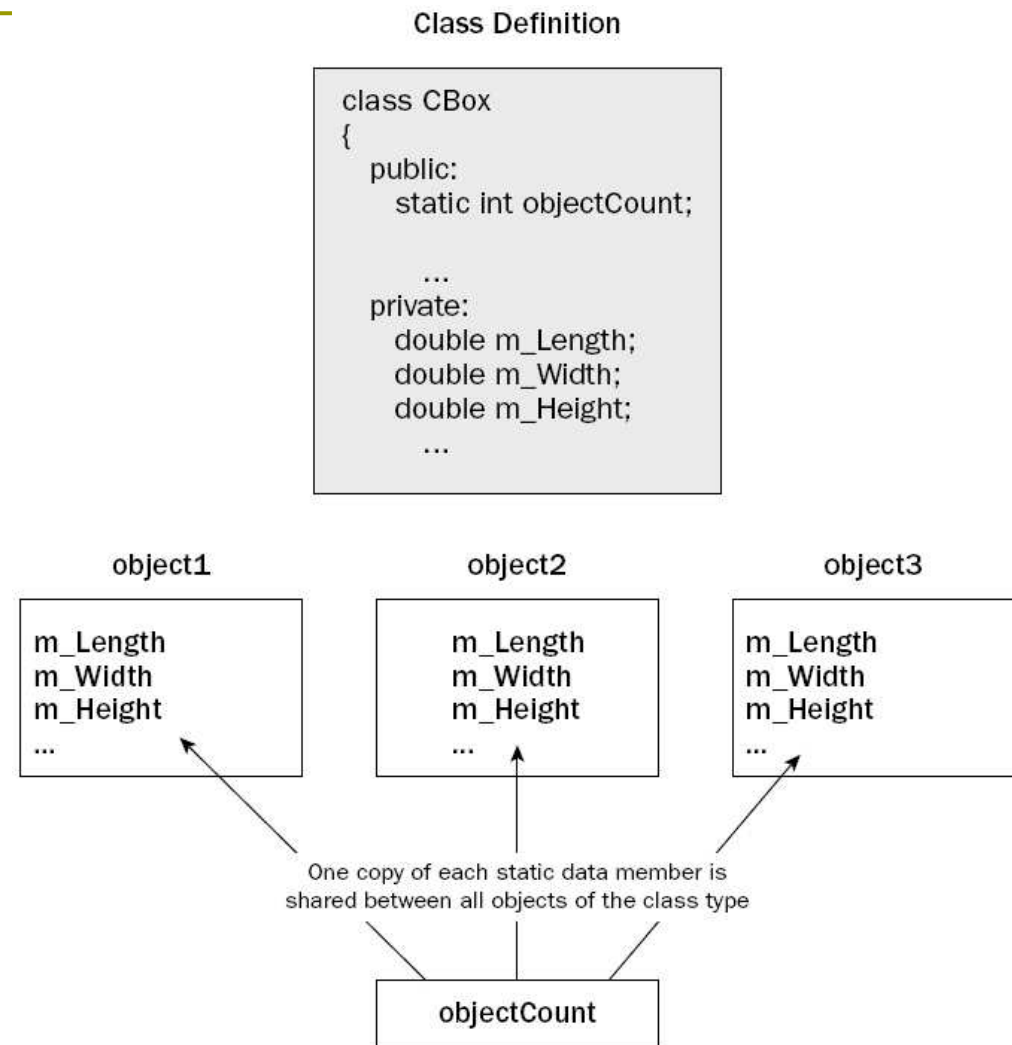 Class Definition
class CBox
{
public:
static int objectCount;
...
private:
double m_Length;
double m_Width;
double m_Height;
...
object1
m_Length
m_Width
m_Height
...
object2
m_Length
m_Width
m_Height
...
object3
m_Length
m_Width
m_Height
...
One copy of each static data member is
shared between all objects of the class type
objectCount